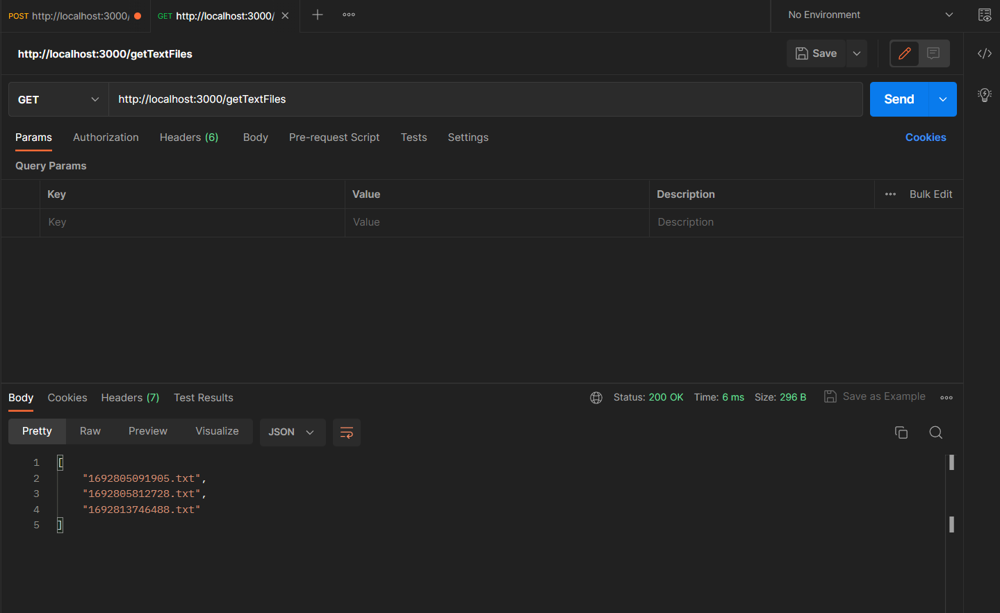 POST http://localhost:3000/ GET http://localhost:3000/ No Environment
http://localhost:3000/getTextFiles Save
GET http://localhost:3000/getTextFiles Send
Params Authorization Headers (6) Body Pre-request Script Tests Settings Cookies
Query Params
Key Value Description Bulk Edit
Key Value Description
Body Cookies Headers (7) Test Results Status: 200 OK Time: 6 ms Size: 296 B Save as Example
Pretty Raw Preview Visualize JSON
1 [
2 "1692805091905.txt",
3 "1692805812728.txt",
4 "1692813746488.txt"
5 ]